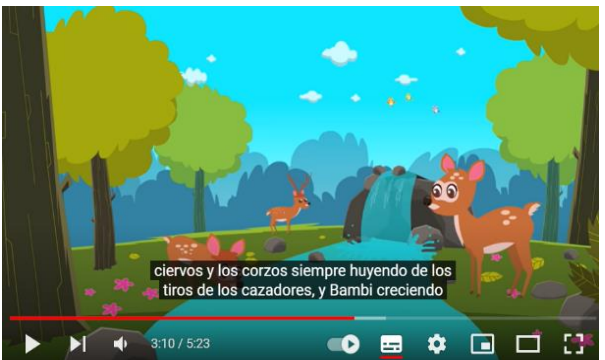 ciervos y los corzos siempre huyendo de los
tiros de los cazadores, y Bambi creciendo
3:10 / 5:23